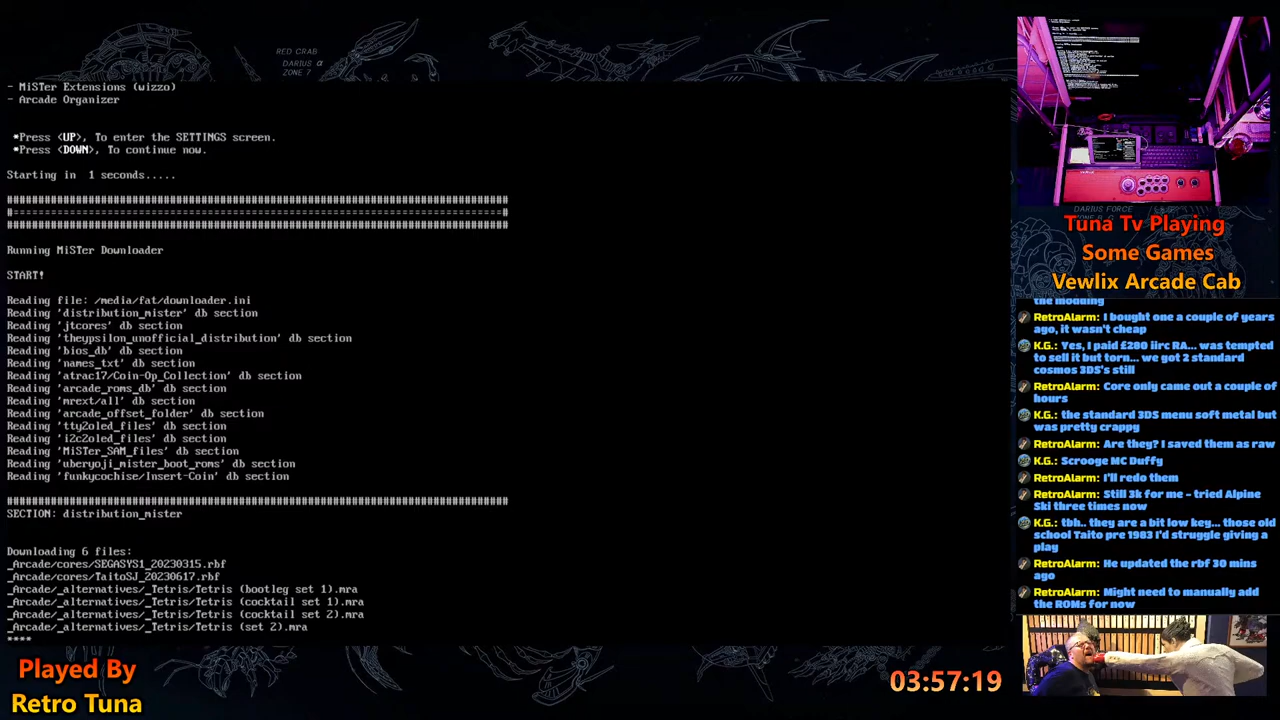 RED CRAB
DARIUS α
ZONE 7
- MiSTer Extensions (wizzo)
- Arcade Organizer
*Press <UP>, To enter the SETTINGS screen.
*Press <DOWN>, To continue now.
Starting in 1 seconds.....
################################################################################
#==============================================================================#
################################################################################
Running MiSTer Downloader
START!
Reading file: /media/fat/downloader.ini
Reading 'distribution_mister' db section
Reading 'jtcores' db section
Reading 'theypsilon_unofficial_distribution' db section
Reading 'bios_db' db section
Reading 'names_txt' db section
Reading 'atrac17/Coin-Op_Collection' db section
Reading 'arcade_roms_db' db section
Reading 'mrext/all' db section
Reading 'arcade_offset_folder' db section
Reading 'tty2oled_files' db section
Reading 'i2c2oled_files' db section
Reading 'MiSTer_SAM_files' db section
Reading 'uberyoji_mister_boot_roms' db section
Reading 'funkycochise/Insert-Coin' db section
################################################################################
SECTION: distribution_mister
Downloading 6 files:
_Arcade/cores/SEGASYS1_20230315.rbf
_Arcade/cores/TaitoSJ_20230617.rbf
_Arcade/_alternatives/_Tetris/Tetris (bootleg set 1).mra
_Arcade/_alternatives/_Tetris/Tetris (cocktail set 1).mra
_Arcade/_alternatives/_Tetris/Tetris (cocktail set 2).mra
_Arcade/_alternatives/_Tetris/Tetris (set 2).mra
****
Played By
Retro Tuna
03:57:19
DARIUS FORCE
Tuna Tv Playing
Some Games
Vewlix Arcade Cab
the modding
RetroAlarm: I bought one a couple of years
ago, it wasn't cheap
K.G.: Yes, I paid £280 iirc RA... was tempted
to sell it but torn... we got 2 standard
cosmos 3DS's still
RetroAlarm: Core only came out a couple of
hours
K.G.: the standard 3DS menu soft metal but
was pretty crappy
RetroAlarm: Are they? I saved them as raw
K.G.: Scrooge MC Duffy
RetroAlarm: I'll redo them
RetroAlarm: Still 3k for me - tried Alpine
Ski three times now
K.G.: tbh.. they are a bit low key... those old
school Taito pre 1983 I'd struggle giving a
play
RetroAlarm: He updated the rbf 30 mins
ago
RetroAlarm: Might need to manually add
the ROMs for now